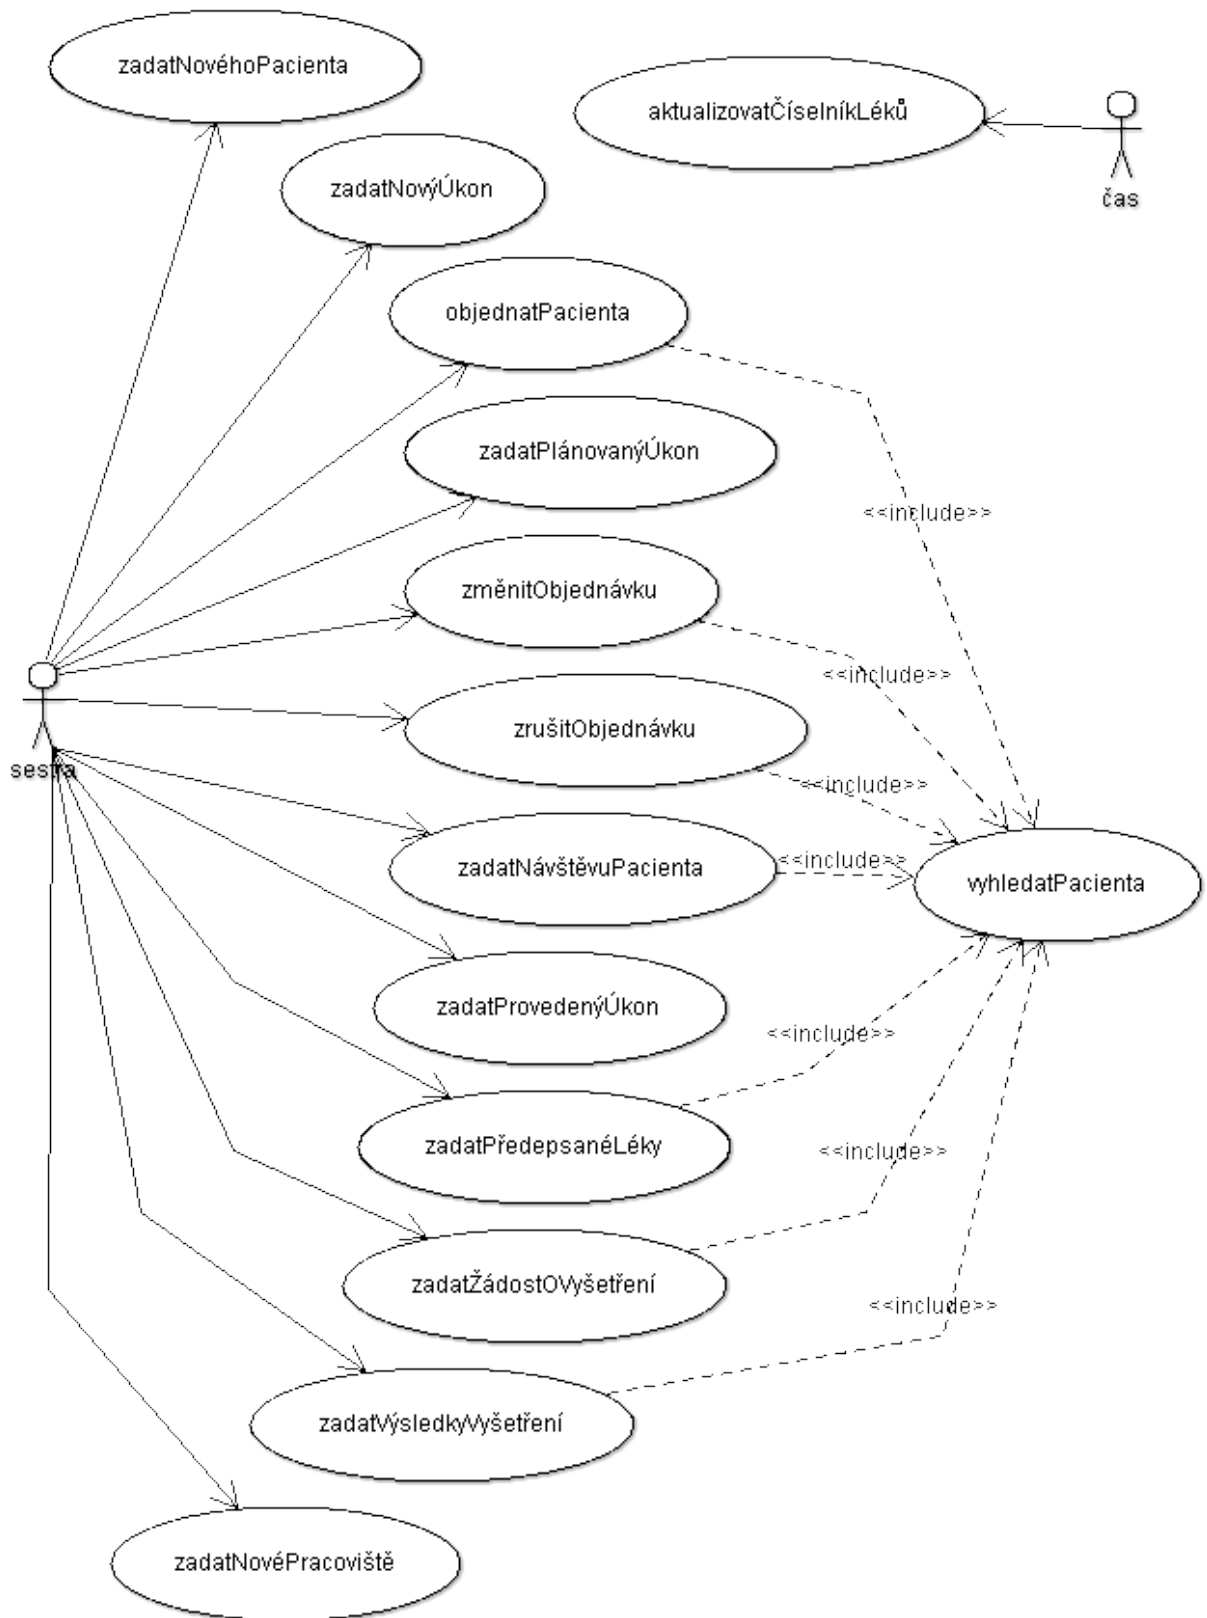 zadatNovéhoPacienta
aktualizovatČíselníkLéků
čas
zadatNovýÚkon
objednatPacienta
zadatPlánovanýÚkon
<<include>>
změnitObjednávku
<<include>>
sestra
zrušitObjednávku
<<include>>
zadatNávštěvuPacienta
<<include>>
vyhledatPacienta
zadatProvedenýÚkon
<<include>>
zadatPředepsanéLéky
<<include>>
zadatŽádostOVyšetření
<<include>>
zadatVýsledkyVyšetření
zadatNovéPracoviště